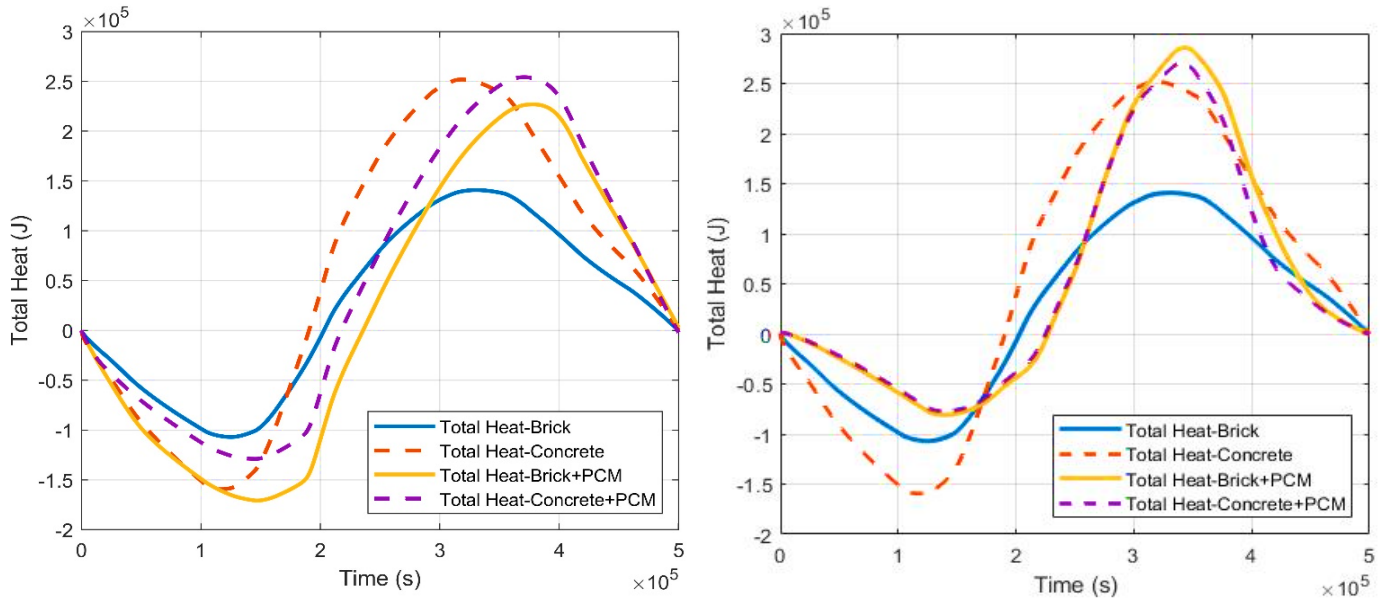 ×10⁵
3
2.5
2
1.5
1
0.5
0
-0.5
-1
-1.5
-2
Total Heat (J)
Total Heat-Brick
Total Heat-Concrete
Total Heat-Brick+PCM
Total Heat-Concrete+PCM
0 1 2 3 4 5
Time (s)
×10⁵
×10⁵
3
2.5
2
1.5
1
0.5
0
-0.5
-1
-1.5
-2
Total Heat (J)
Total Heat-Brick
Total Heat-Concrete
Total Heat-Brick+PCM
Total Heat-Concrete+PCM
0 1 2 3 4 5
Time (s)
×10⁵